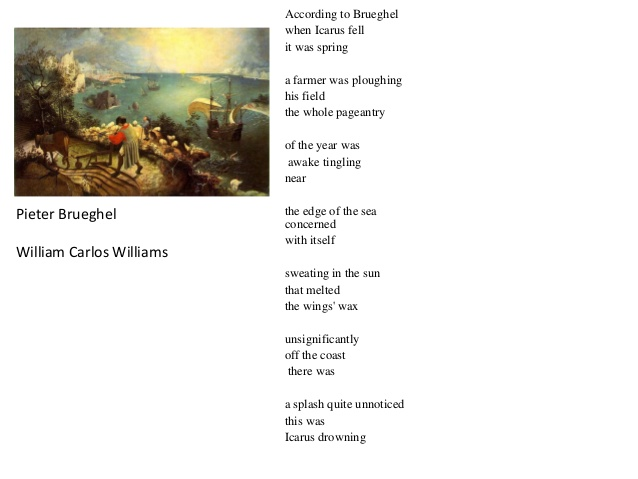 Pieter Brueghel
William Carlos Williams
According to Brueghel
when Icarus fell
it was spring
a farmer was ploughing
his field
the whole pageantry
of the year was
awake tingling
near
the edge of the sea
concerned
with itself
sweating in the sun
that melted
the wings' wax
unsignificantly
off the coast
there was
a splash quite unnoticed
this was
Icarus drowning